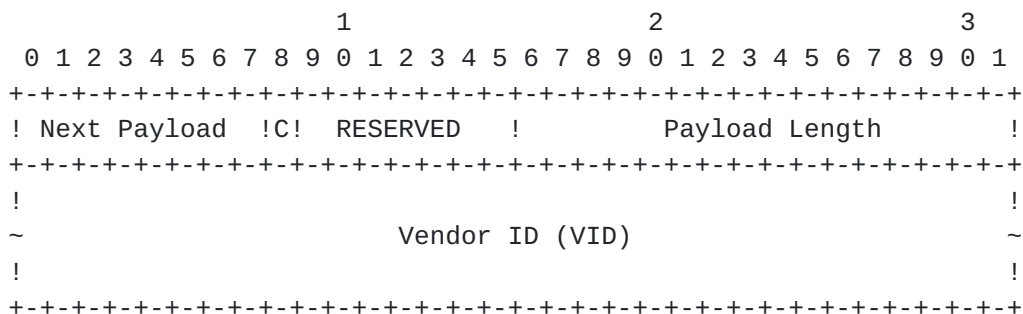 1                   2                   3
 0 1 2 3 4 5 6 7 8 9 0 1 2 3 4 5 6 7 8 9 0 1 2 3 4 5 6 7 8 9 0 1
+-+-+-+-+-+-+-+-+-+-+-+-+-+-+-+-+-+-+-+-+-+-+-+-+-+-+-+-+-+-+-+-+
! Next Payload  !C!  RESERVED   !         Payload Length        !
+-+-+-+-+-+-+-+-+-+-+-+-+-+-+-+-+-+-+-+-+-+-+-+-+-+-+-+-+-+-+-+-+
!                                                               !
~                        Vendor ID (VID)                        ~
!                                                               !
+-+-+-+-+-+-+-+-+-+-+-+-+-+-+-+-+-+-+-+-+-+-+-+-+-+-+-+-+-+-+-+-+